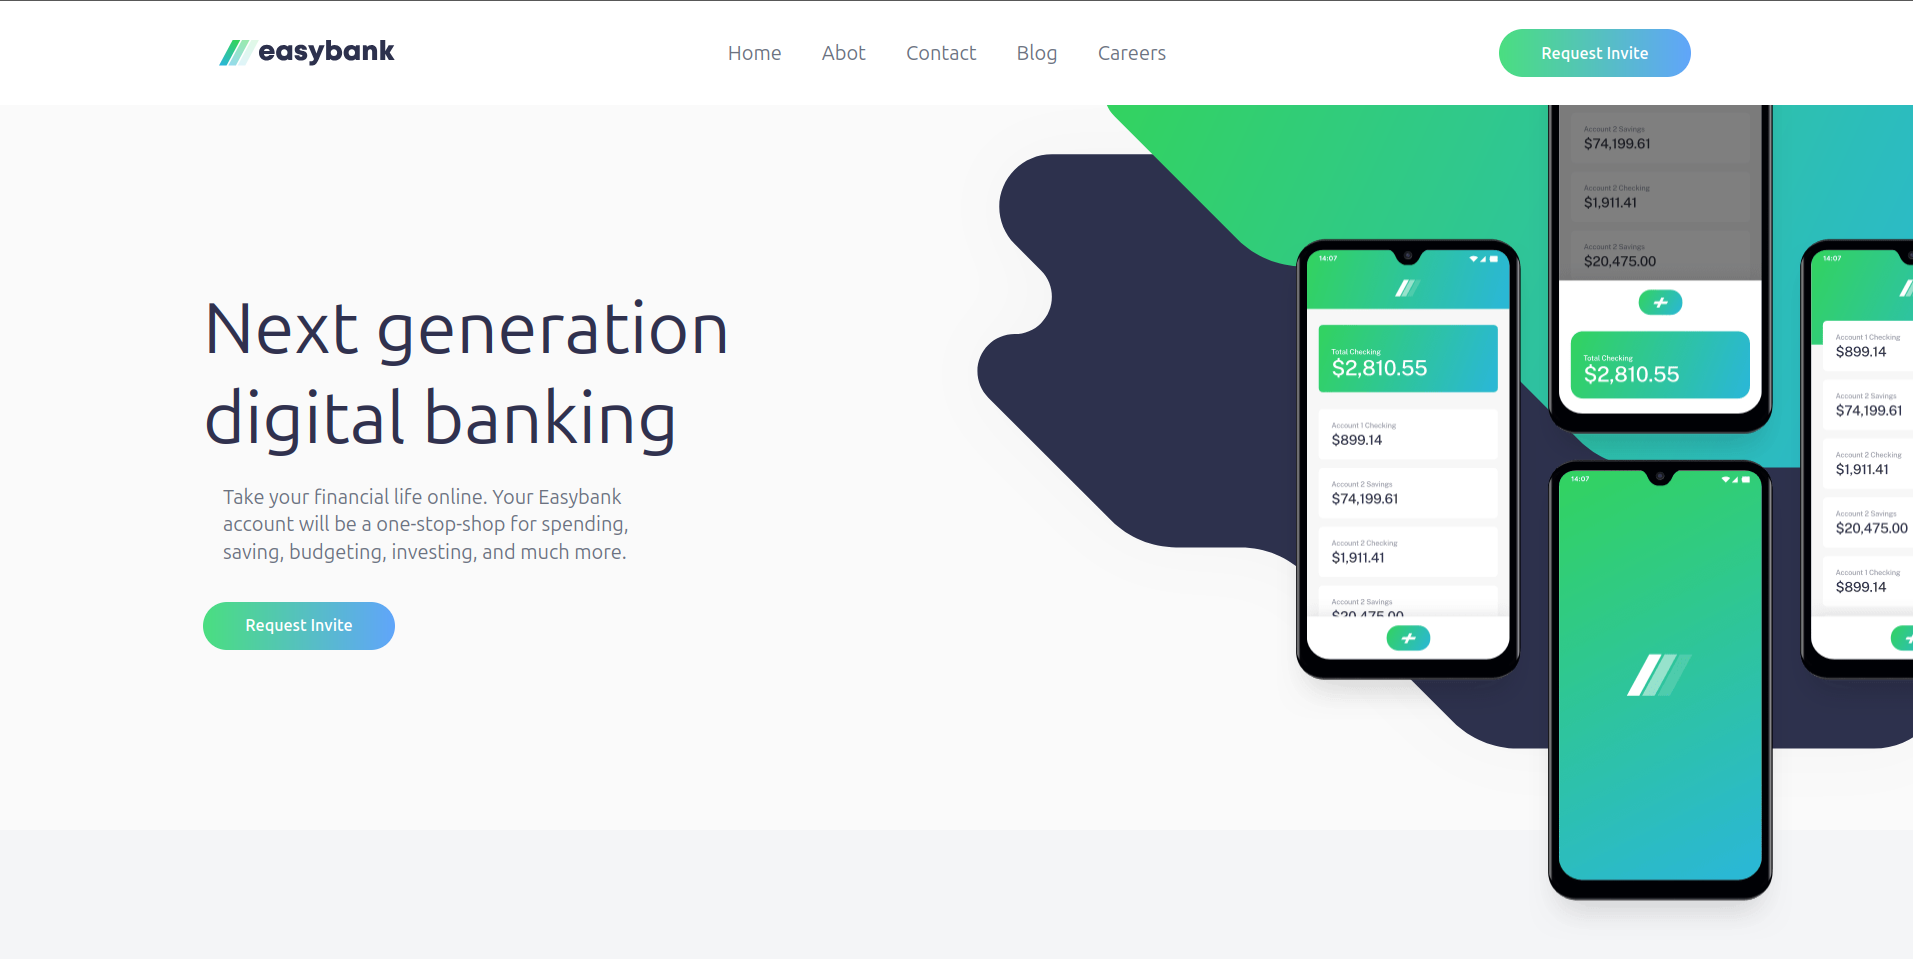 easybank
Home
Abot
Contact
Blog
Careers
Request Invite
Next generation
digital banking
Take your financial life online. Your Easybank
account will be a one-stop-shop for spending,
saving, budgeting, investing, and much more.
Request Invite
14:07
Total Checking
$2,810.55
Account 1 Checking
$899.14
Account 2 Savings
$74,199.61
Account 2 Checking
$1,911.41
Account 2 Savings
$20,475.00
Account 2 Savings
$74,199.61
Account 2 Checking
$1,911.41
Account 2 Savings
$20,475.00
Total Checking
$2,810.55
14:07
14:07
Account 1 Checking
$899.14
Account 2 Savings
$74,199.61
Account 2 Checking
$1,911.41
Account 2 Savings
$20,475.00
Account 1 Checking
$899.14